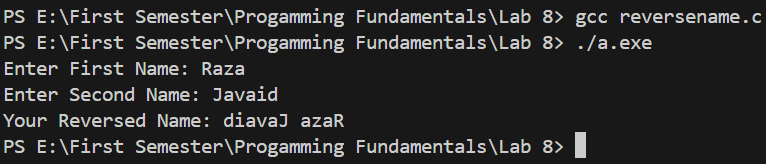 PS E:\First Semester\Progamming Fundamentals\Lab 8> gcc reversename.c
PS E:\First Semester\Progamming Fundamentals\Lab 8> ./a.exe
Enter First Name: Raza
Enter Second Name: Javaid
Your Reversed Name: diavaJ azaR
PS E:\First Semester\Progamming Fundamentals\Lab 8>